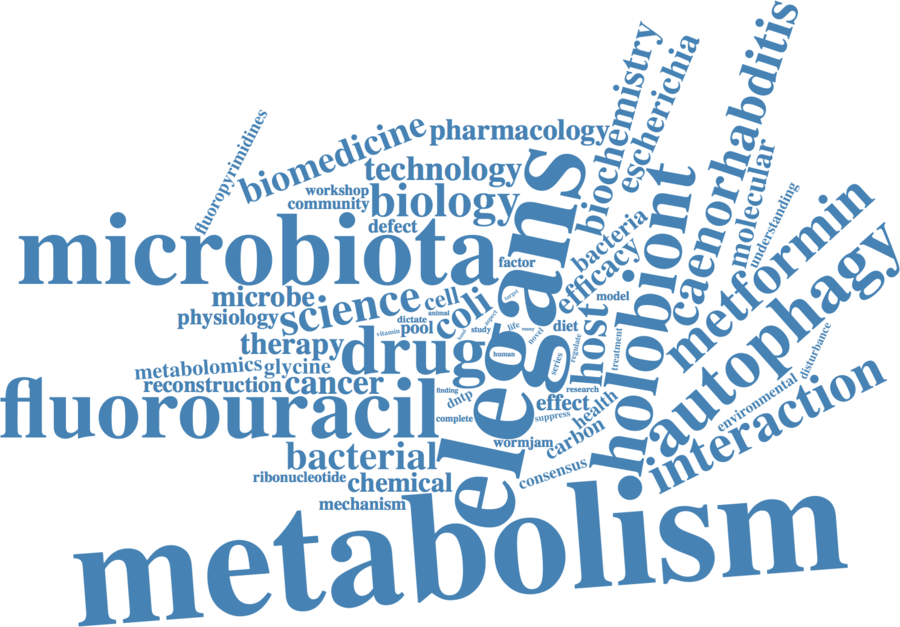 fluoropyrimidines
biomedicine
pharmacology
biochemistry
escherichia
caenorhabditis
technology
workshop
community
biology
defect
microbiota
factor
elegans
bacteria
efficacy
holobiont
molecular
understanding
metformin
autophagy
microbe
science
cell
animal
coli
target
model
physiology
dictate
pool
vitamin
study
life
many
novel
diet
host
treatment
regulate
therapy
drug
human
series
disturbance
metabolomics
glycine
reconstruction
cancer
finding
dntp
research
effect
suppress
health
environmental
interaction
fluorouracil
complete
wormjam
carbon
bacterial
consensus
ribonucleotide
chemical
mechanism
metabolism